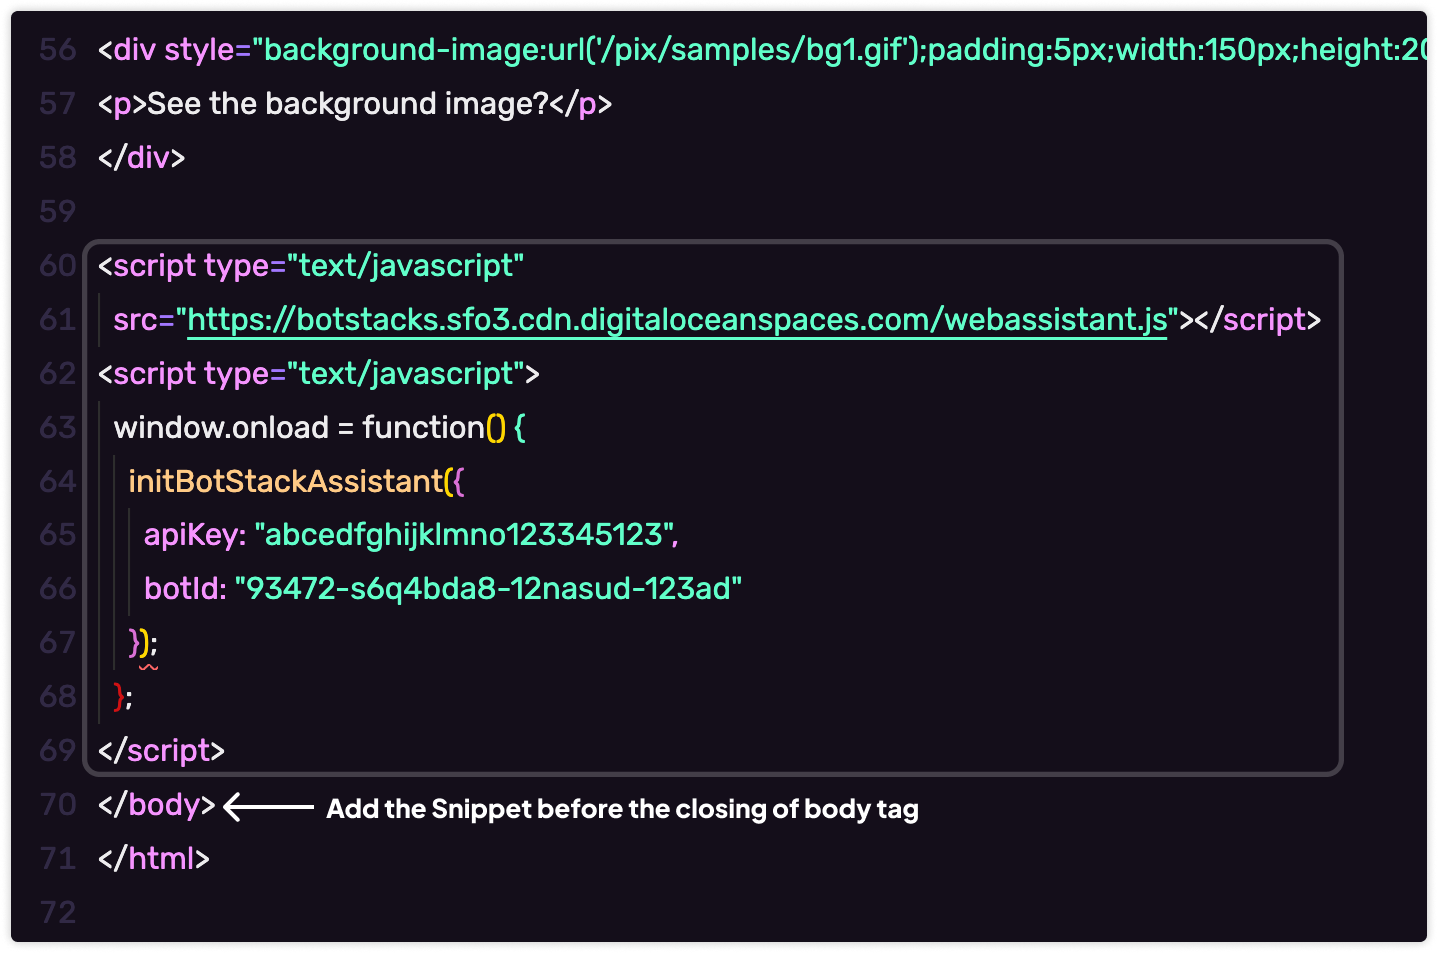 56 <div style="background-image:url('/pix/samples/bg1.gif');padding:5px;width:150px;height:20
57 <p>See the background image?</p>
58 </div>
59
60 <script type="text/javascript"
61 src="https://botstacks.sfo3.cdn.digitaloceanspaces.com/webassistant.js"></script>
62 <script type="text/javascript">
63 window.onload = function() {
64 initBotStackAssistant({
65 apiKey: "abcedfghijklmno123345123",
66 botId: "93472-s6q4bda8-12nasud-123ad"
67 });
68 };
69 </script>
70 </body> Add the Snippet before the closing of body tag
71 </html>
72